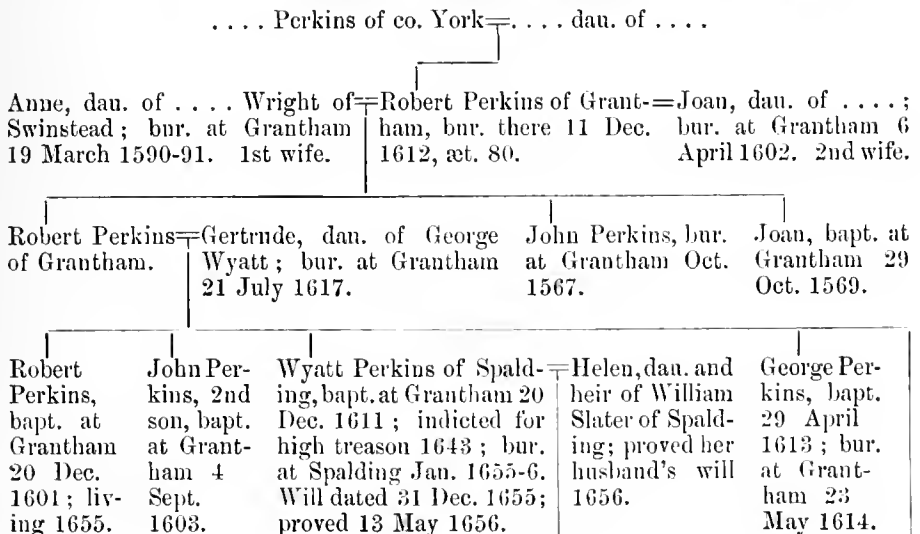 . . . . Perkins of co. York=. . . . dau. of . . . .
Anne, dau. of . . . . Wright of
Swinstead ; bur. at Grantham
19 March 1590-91. 1st wife.
=Robert Perkins of Grant-
ham, bur. there 11 Dec.
1612, æt. 80.
=Joan, dau. of . . . . ;
bur. at Grantham 6
April 1602. 2nd wife.
Robert Perkins
of Grantham.
=Gertrude, dau. of George
Wyatt ; bur. at Grantham
21 July 1617.
John Perkins, bur.
at Grantham Oct.
1567.
Joan, bapt. at
Grantham 29
Oct. 1569.
Robert
Perkins,
bapt. at
Grantham
20 Dec.
1601 ; liv-
ing 1655.
John Per-
kins, 2nd
son, bapt.
at Grant-
ham 4
Sept.
1603.
Wyatt Perkins of Spald-
ing, bapt. at Grantham 20
Dec. 1611 ; indicted for
high treason 1643 ; bur.
at Spalding Jan. 1655-6.
Will dated 31 Dec. 1655;
proved 13 May 1656.
=Helen, dau. and
heir of William
Slater of Spald-
ing; proved her
husband's will
1656.
George Per-
kins, bapt.
29 April
1613 ; bur.
at Grant-
ham 23
May 1614.